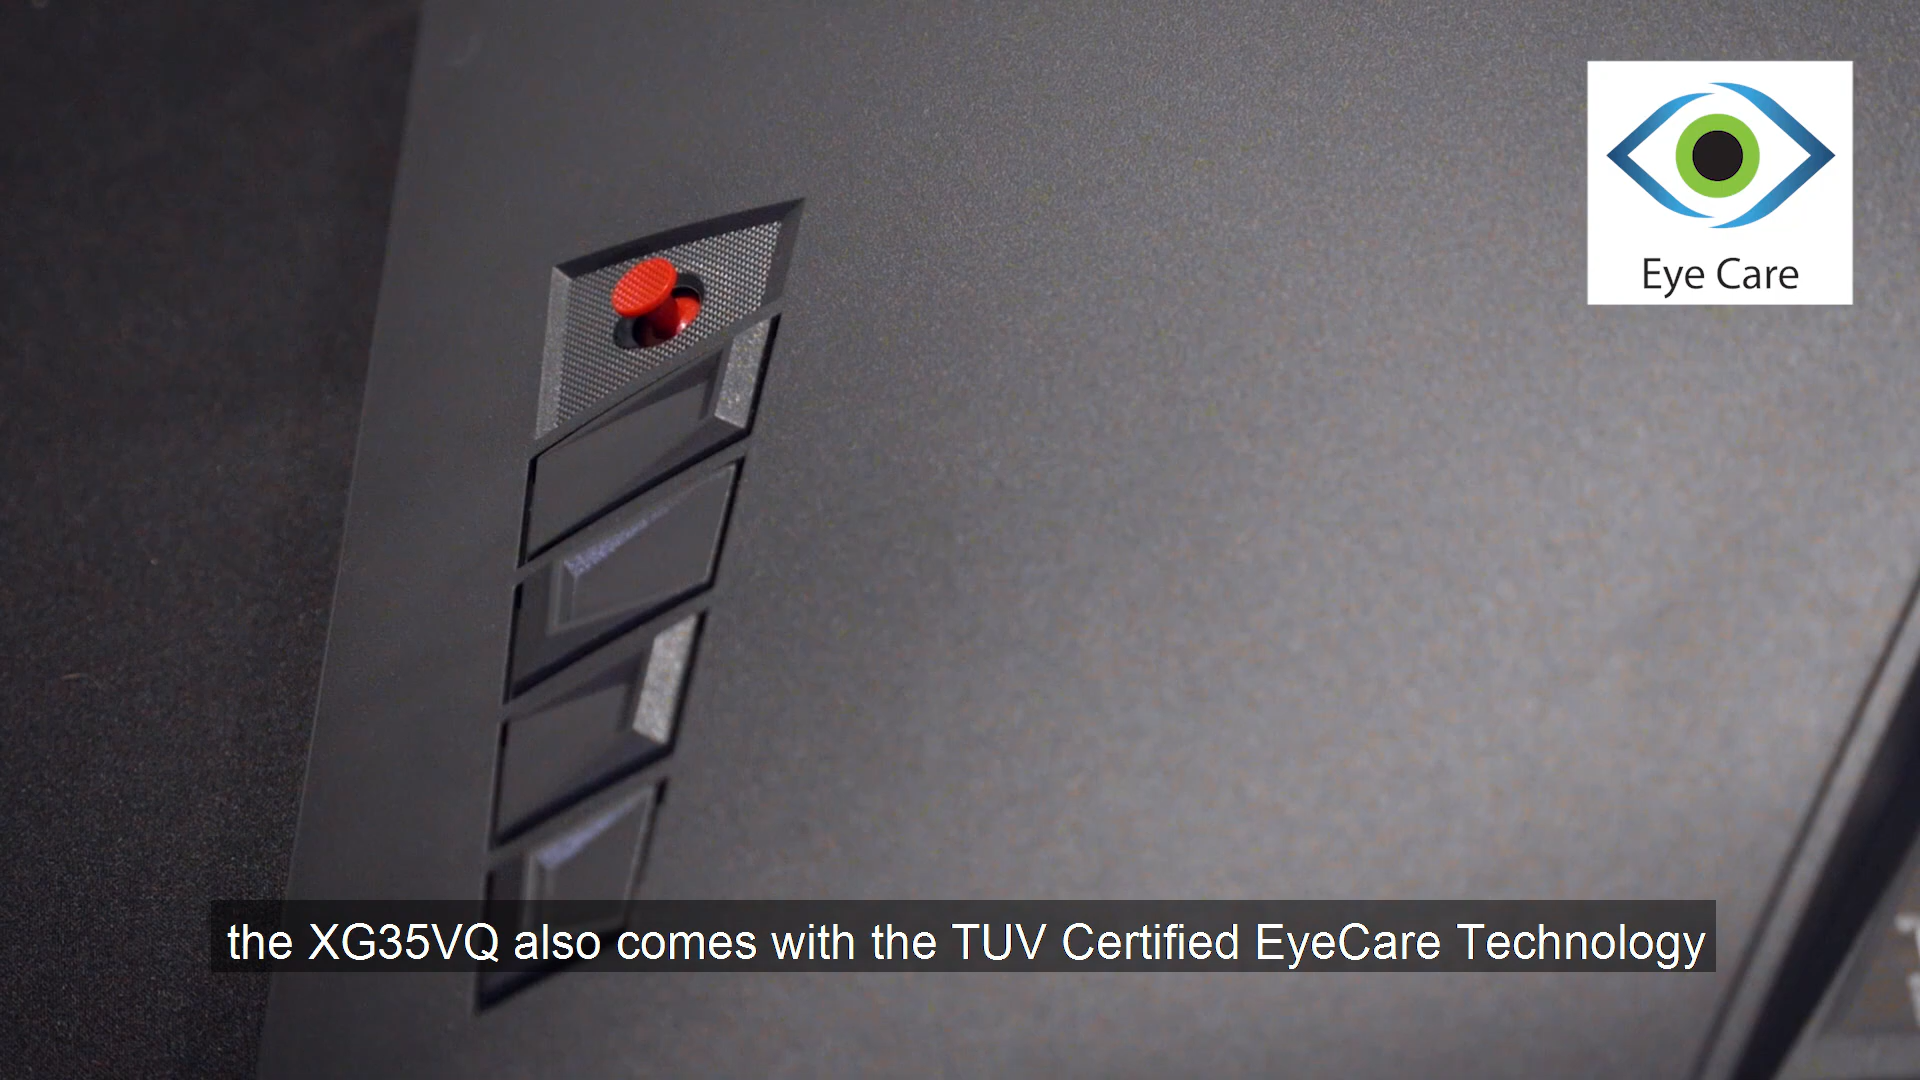 Eye Care
the XG35VQ also comes with the TUV Certified EyeCare Technology